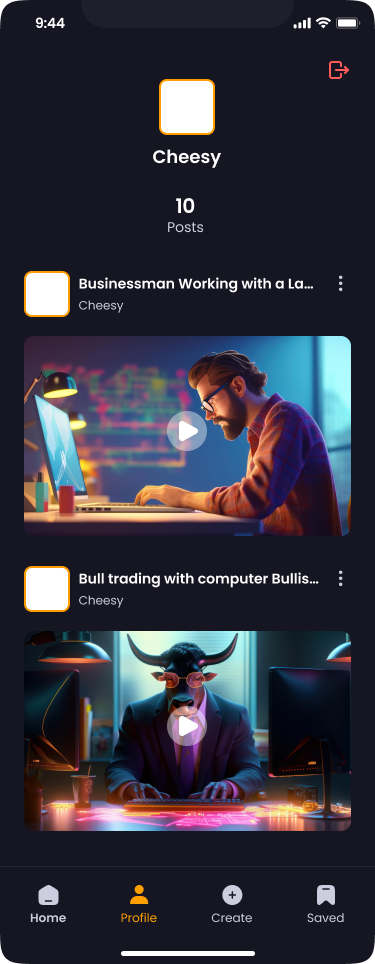 9:44
Cheesy
10
Posts
Businessman Working with a La...
Cheesy
Bull trading with computer Bullis...
Cheesy
Home
Profile
Create
Saved